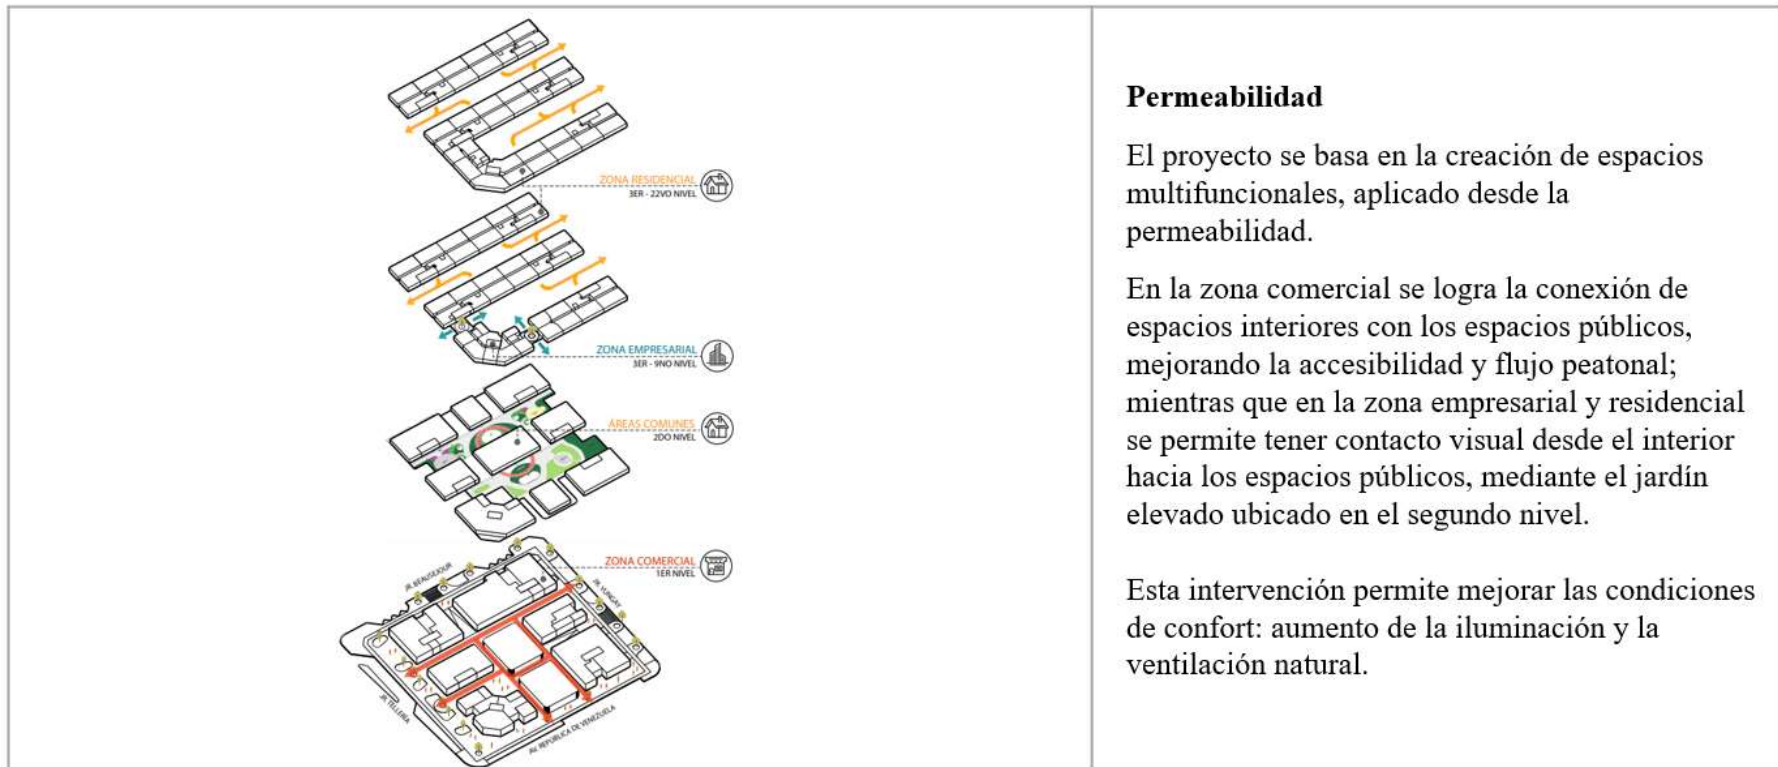 ZONA RESIDENCIAL
3ER - 22VO NIVEL
ZONA EMPRESARIAL
3ER - 9NO NIVEL
ÁREAS COMUNES
2DO NIVEL
ZONA COMERCIAL
1ER NIVEL
JR. BEAUSEJOUR
JR. YUNGAY
JR. TELLERIA
AV. REPÚBLICA DE VENEZUELA
Permeabilidad
El proyecto se basa en la creación de espacios
multifuncionales, aplicado desde la
permeabilidad.
En la zona comercial se logra la conexión de
espacios interiores con los espacios públicos,
mejorando la accesibilidad y flujo peatonal;
mientras que en la zona empresarial y residencial
se permite tener contacto visual desde el interior
hacia los espacios públicos, mediante el jardín
elevado ubicado en el segundo nivel.
Esta intervención permite mejorar las condiciones
de confort: aumento de la iluminación y la
ventilación natural.